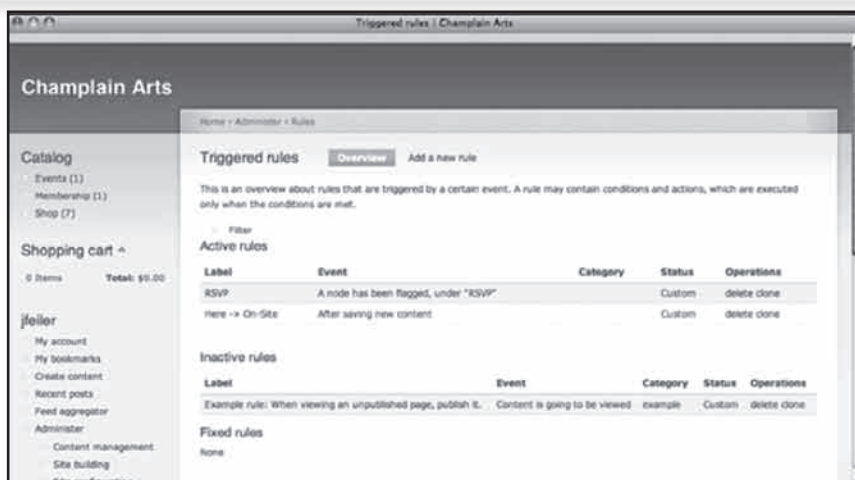 Triggered rules | Champlain Arts
Champlain Arts
Home › Administer › Rules
Catalog
Events (1)
Membership (1)
Shop (7)
Shopping cart
0 Items Total: $0.00
jfeiler
My account
My bookmarks
Create content
Recent posts
Feed aggregator
Administer
Content management
Site building
Triggered rules Overview Add a new rule
This is an overview about rules that are triggered by a certain event. A rule may contain conditions and actions, which are executed
only when the conditions are met.
Filter
Active rules
Label Event Category Status Operations
RSVP A node has been flagged, under "RSVP" Custom delete clone
Here -> On-Site After saving new content Custom delete clone
Inactive rules
Label Event Category Status Operations
Example rule: When viewing an unpublished page, publish it. Content is going to be viewed example Custom delete clone
Fixed rules
None